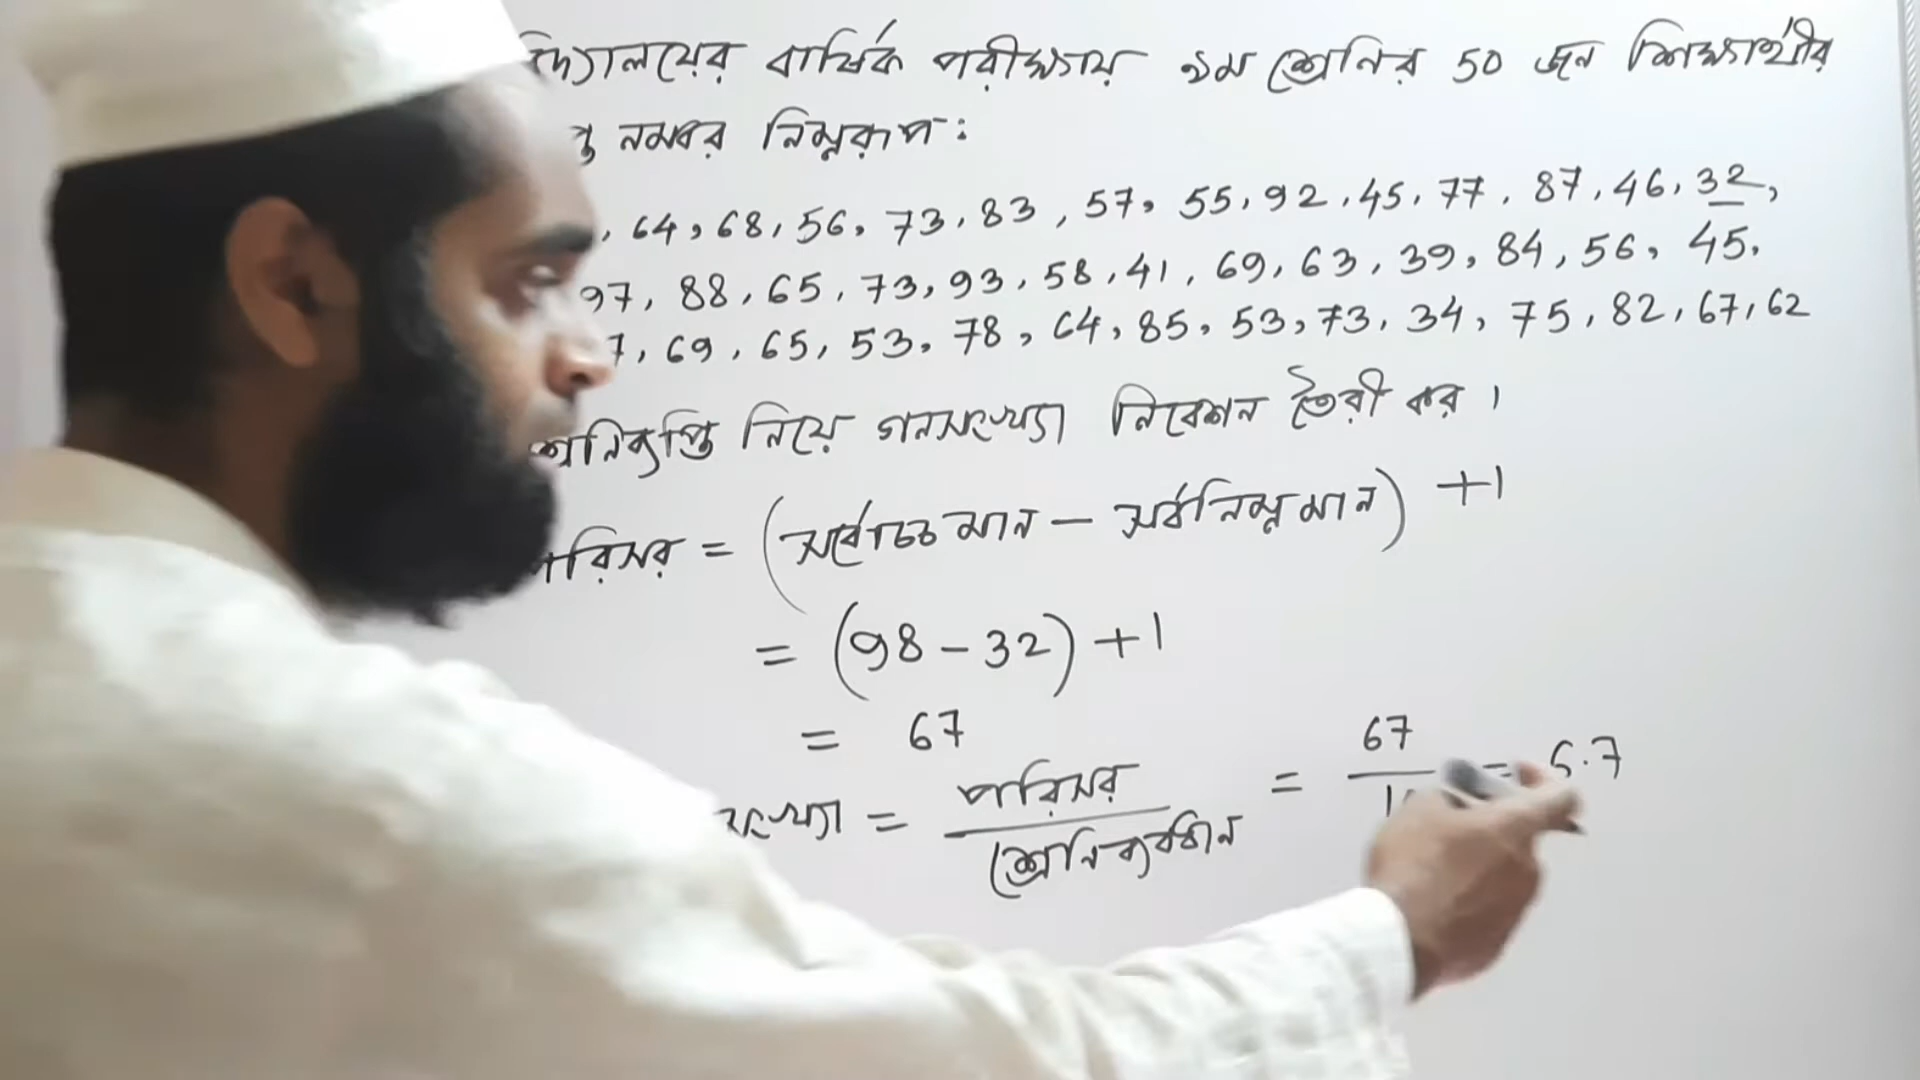 বার্ষিক পরীক্ষায় ৯ম শ্রেনির 50 জন শিক্ষার্থীর
নম্বর নিম্নরূপ:
, 64, 68, 56, 73, 83, 57, 55, 92, 45, 77, 87, 46, 32,
97, 88, 65, 73, 93, 58, 41, 69, 63, 39, 84, 56, 45,
69, 65, 53, 78, 64, 85, 53, 73, 34, 75, 82, 67, 62
নিয়ে গনসংখ্যা নিবেশন তৈরী কর।
= (সর্বোচ্চ মান – সর্বনিম্ন মান) +1
= (98 - 32) +1
= 67
= পরিসর / শ্রেনিব্যবধান = 67